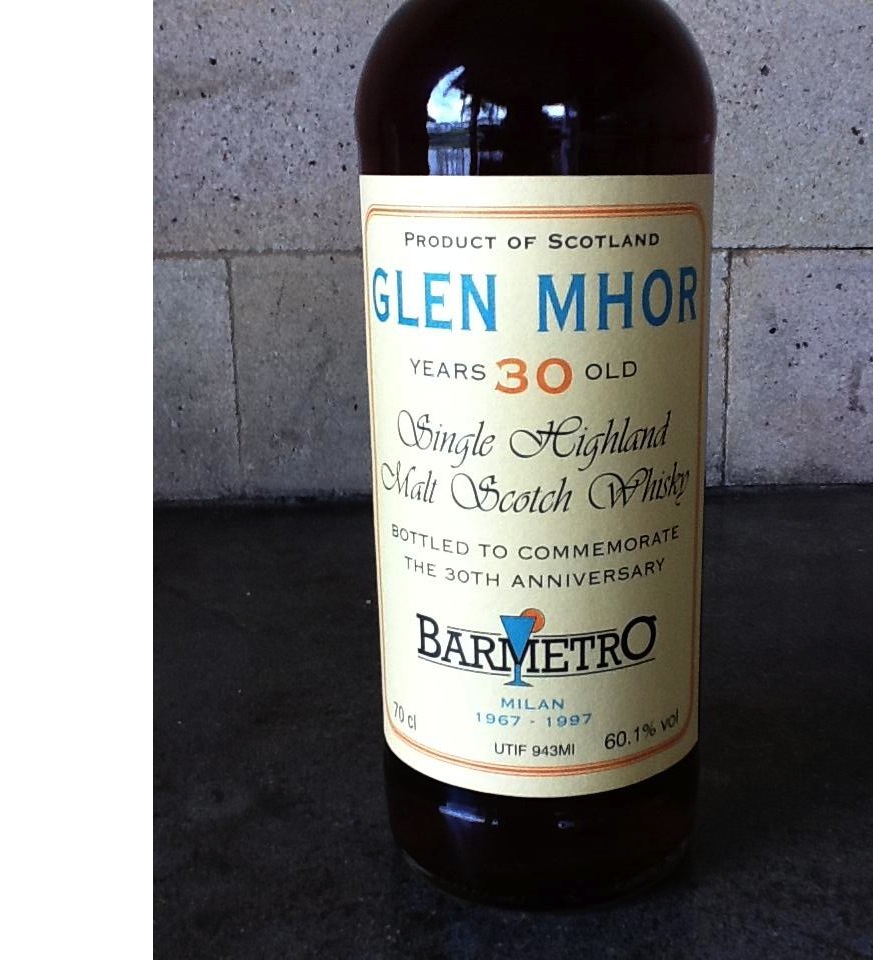 PRODUCT OF SCOTLAND
GLEN MHOR
YEARS 30 OLD
Single Highland
Malt Scotch Whisky
BOTTLED TO COMMEMORATE
THE 30TH ANNIVERSARY
BARMETRO
MILAN
1967 - 1997
70 cl UTIF 943MI 60.1% vol